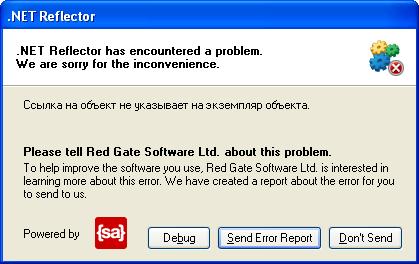 .NET Reflector
.NET Reflector has encountered a problem.
We are sorry for the inconvenience.
Ссылка на объект не указывает на экземпляр объекта.
Please tell Red Gate Software Ltd. about this problem.
To help improve the software you use, Red Gate Software Ltd. is interested in
learning more about this error. We have created a report about the error for you
to send to us.
Powered by {sa} Debug Send Error Report Don't Send